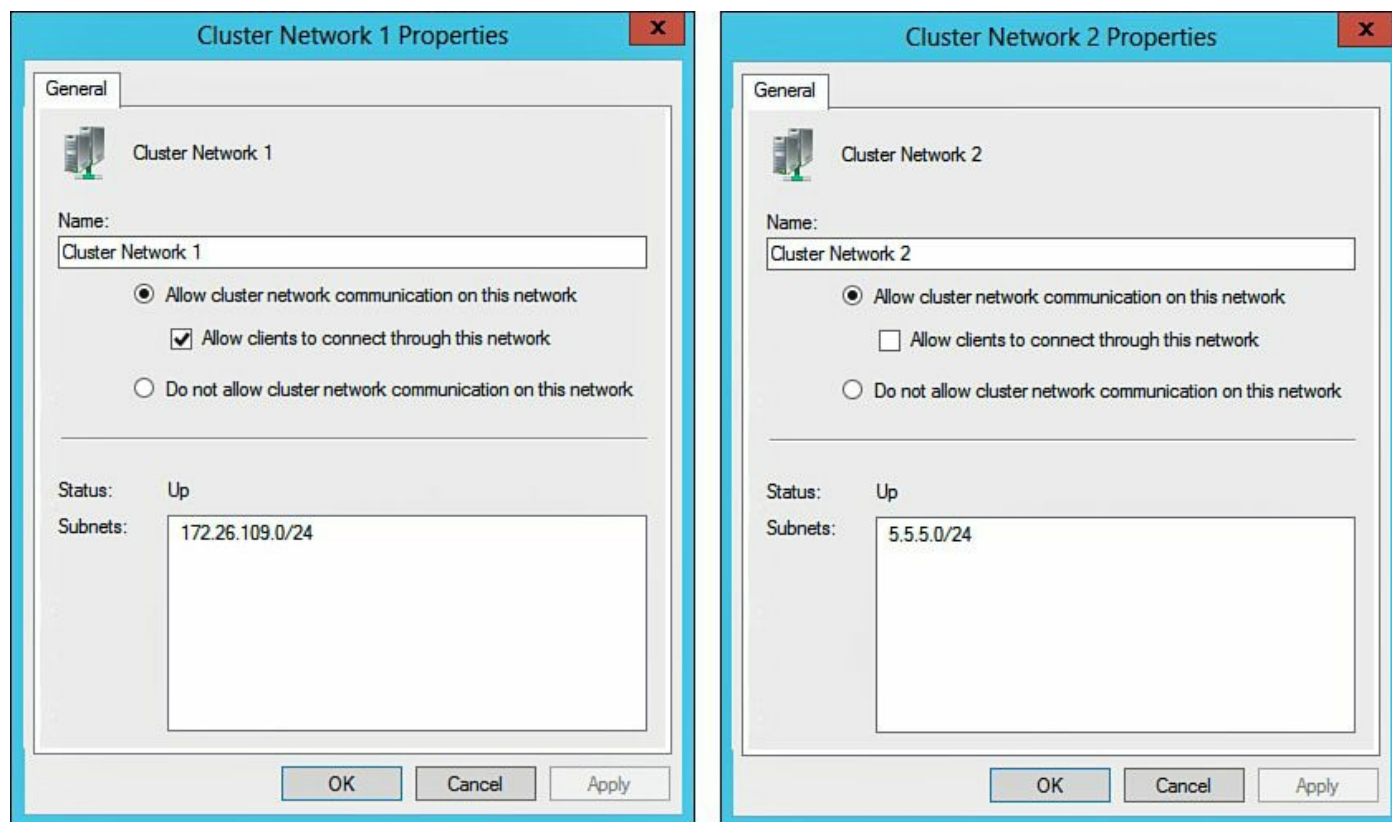 Cluster Network 1 Properties
x
General
Cluster Network 1
Name:
Cluster Network 1
Allow cluster network communication on this network
Allow clients to connect through this network
Do not allow cluster network communication on this network
Status: Up
Subnets: 172.26.109.0/24
OK Cancel Apply
Cluster Network 2 Properties
x
General
Cluster Network 2
Name:
Cluster Network 2
Allow cluster network communication on this network
Allow clients to connect through this network
Do not allow cluster network communication on this network
Status: Up
Subnets: 5.5.5.0/24
OK Cancel Apply